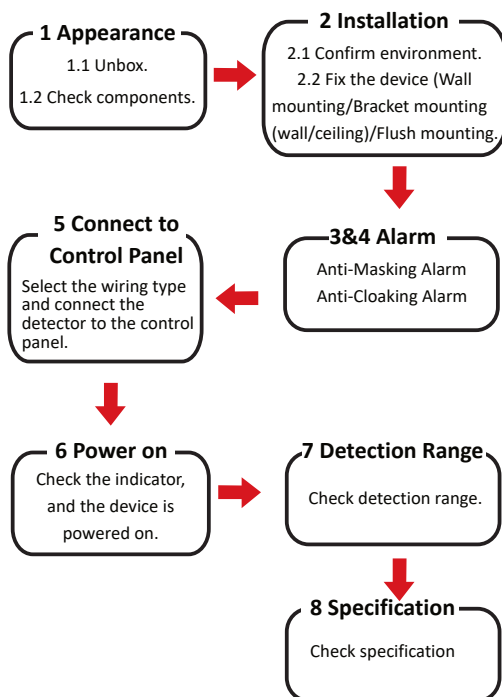 1 Appearance
1.1 Unbox.
1.2 Check components.
2 Installation
2.1 Confirm environment.
2.2 Fix the device (Wall
mounting/Bracket mounting
(wall/ceiling)/Flush mounting.
3&4 Alarm
Anti-Masking Alarm
Anti-Cloaking Alarm
5 Connect to
Control Panel
Select the wiring type
and connect the
detector to the control
panel.
6 Power on
Check the indicator,
and the device is
powered on.
7 Detection Range
Check detection range.
8 Specification
Check specification